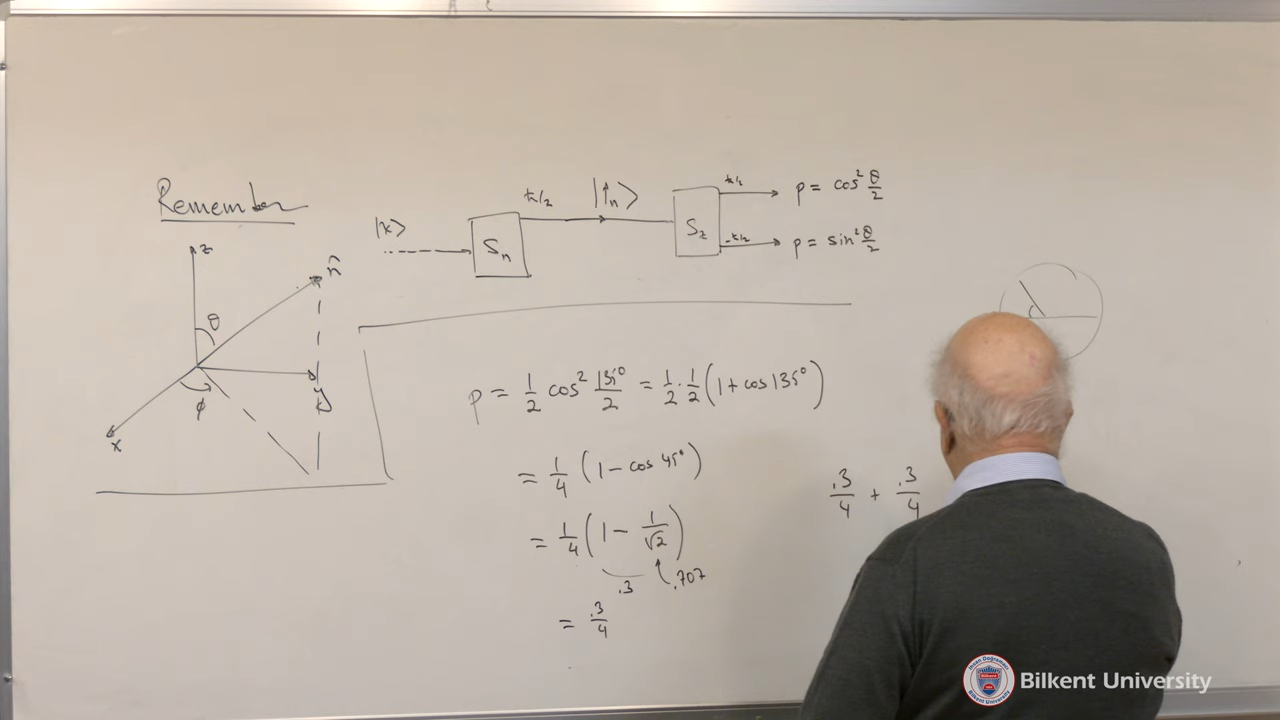 Remember
z
n̂
θ
y
ϕ
x
|x⟩
Sₙ
ħ/2
|↑ₙ⟩
S_z
ħ/2
p = cos² θ/2
-ħ/2
p = sin² θ/2
p = 1/2 cos² 135°/2 = 1/2 · 1/2 (1 + cos 135°)
= 1/4 (1 - cos 45°)
= 1/4 (1 - 1/√2)
.3
.707
= .3/4
.3/4 + .3/4
Bilkent University